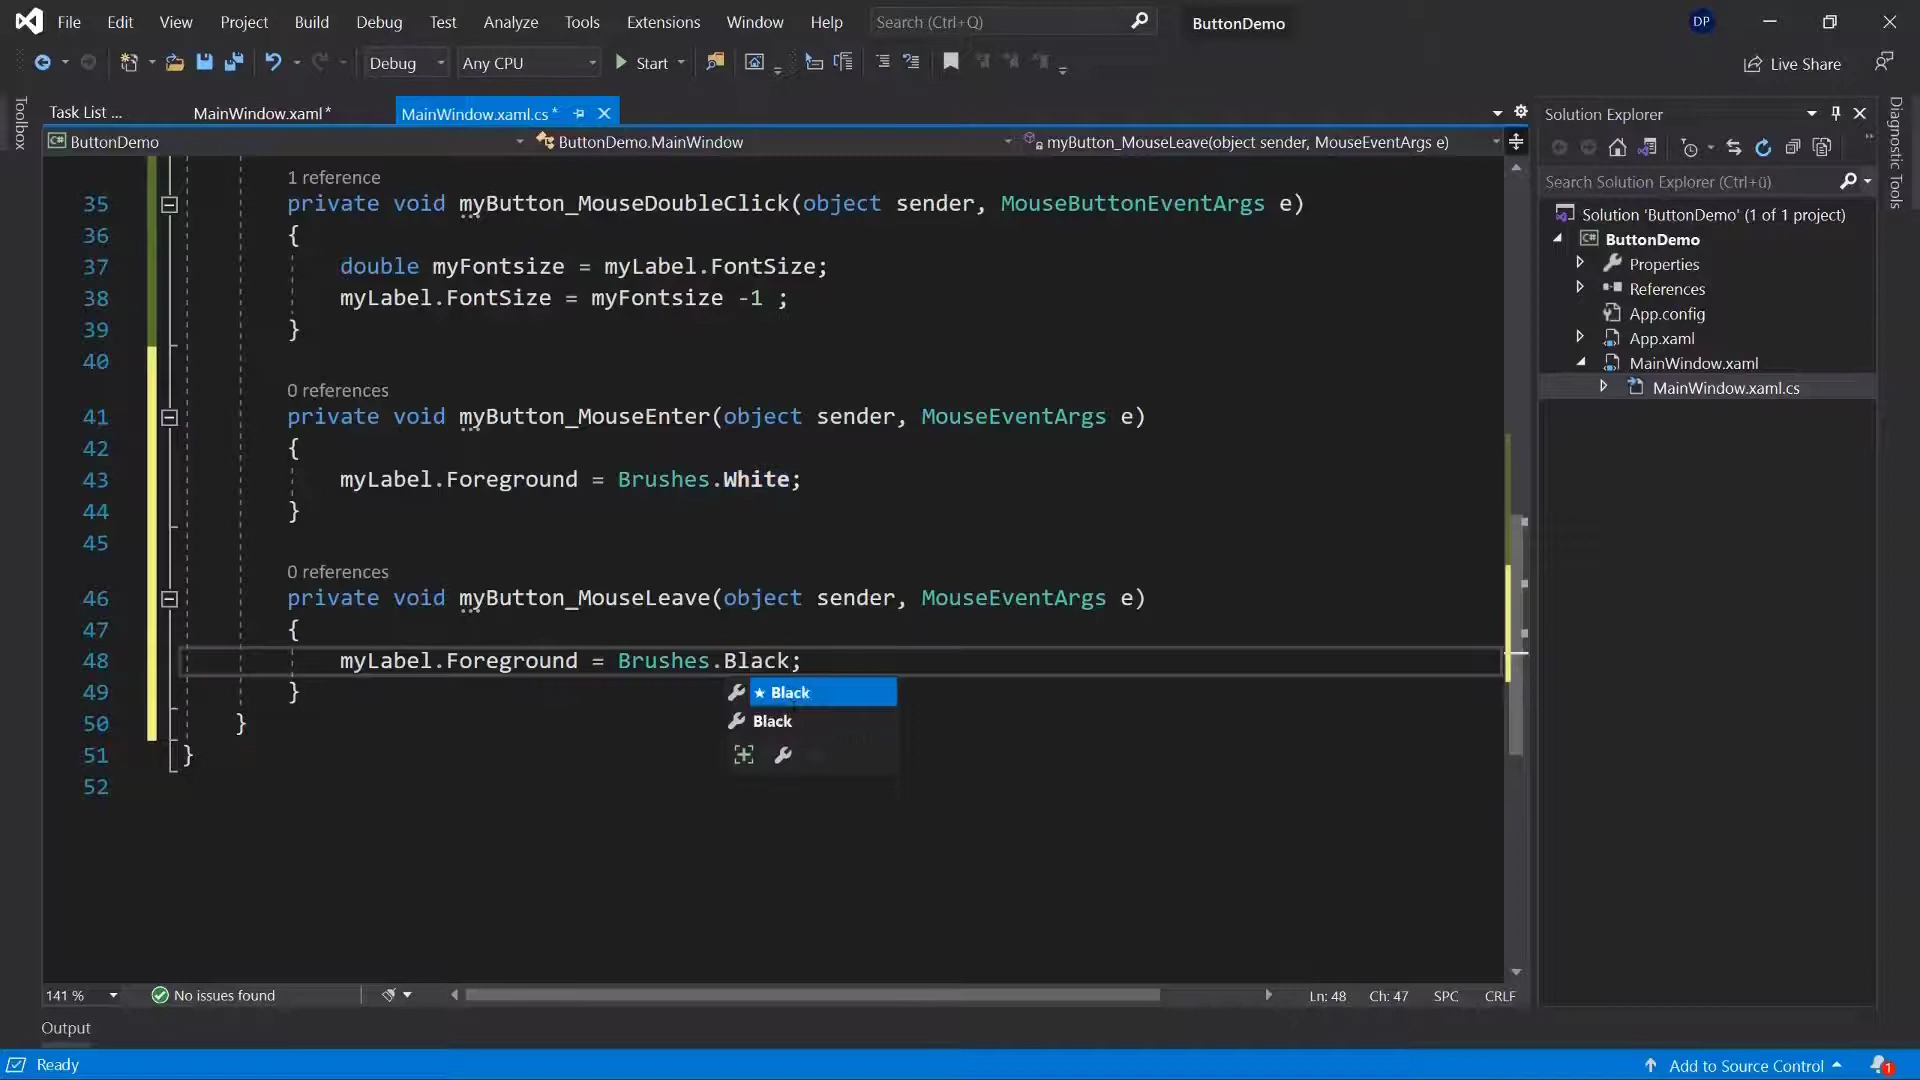 File Edit View Project Build Debug Test Analyze Tools Extensions Window Help Search (Ctrl+Q) ButtonDemo DP
Debug Any CPU Start Live Share
Toolbox
Task List ... MainWindow.xaml* MainWindow.xaml.cs*
ButtonDemo ButtonDemo.MainWindow myButton_MouseLeave(object sender, MouseEventArgs e)
1 reference
35 private void myButton_MouseDoubleClick(object sender, MouseButtonEventArgs e)
36 {
37 double myFontsize = myLabel.FontSize;
38 myLabel.FontSize = myFontsize -1 ;
39 }
40
0 references
41 private void myButton_MouseEnter(object sender, MouseEventArgs e)
42 {
43 myLabel.Foreground = Brushes.White;
44 }
45
0 references
46 private void myButton_MouseLeave(object sender, MouseEventArgs e)
47 {
48 myLabel.Foreground = Brushes.Black;
49 }
50 }
51 }
52
★ Black
Black
141 % No issues found Ln: 48 Ch: 47 SPC CRLF
Output
Solution Explorer
Search Solution Explorer (Ctrl+ü)
Solution 'ButtonDemo' (1 of 1 project)
C# ButtonDemo
Properties
References
App.config
App.xaml
MainWindow.xaml
MainWindow.xaml.cs
Diagnostic Tools
Ready Add to Source Control 1